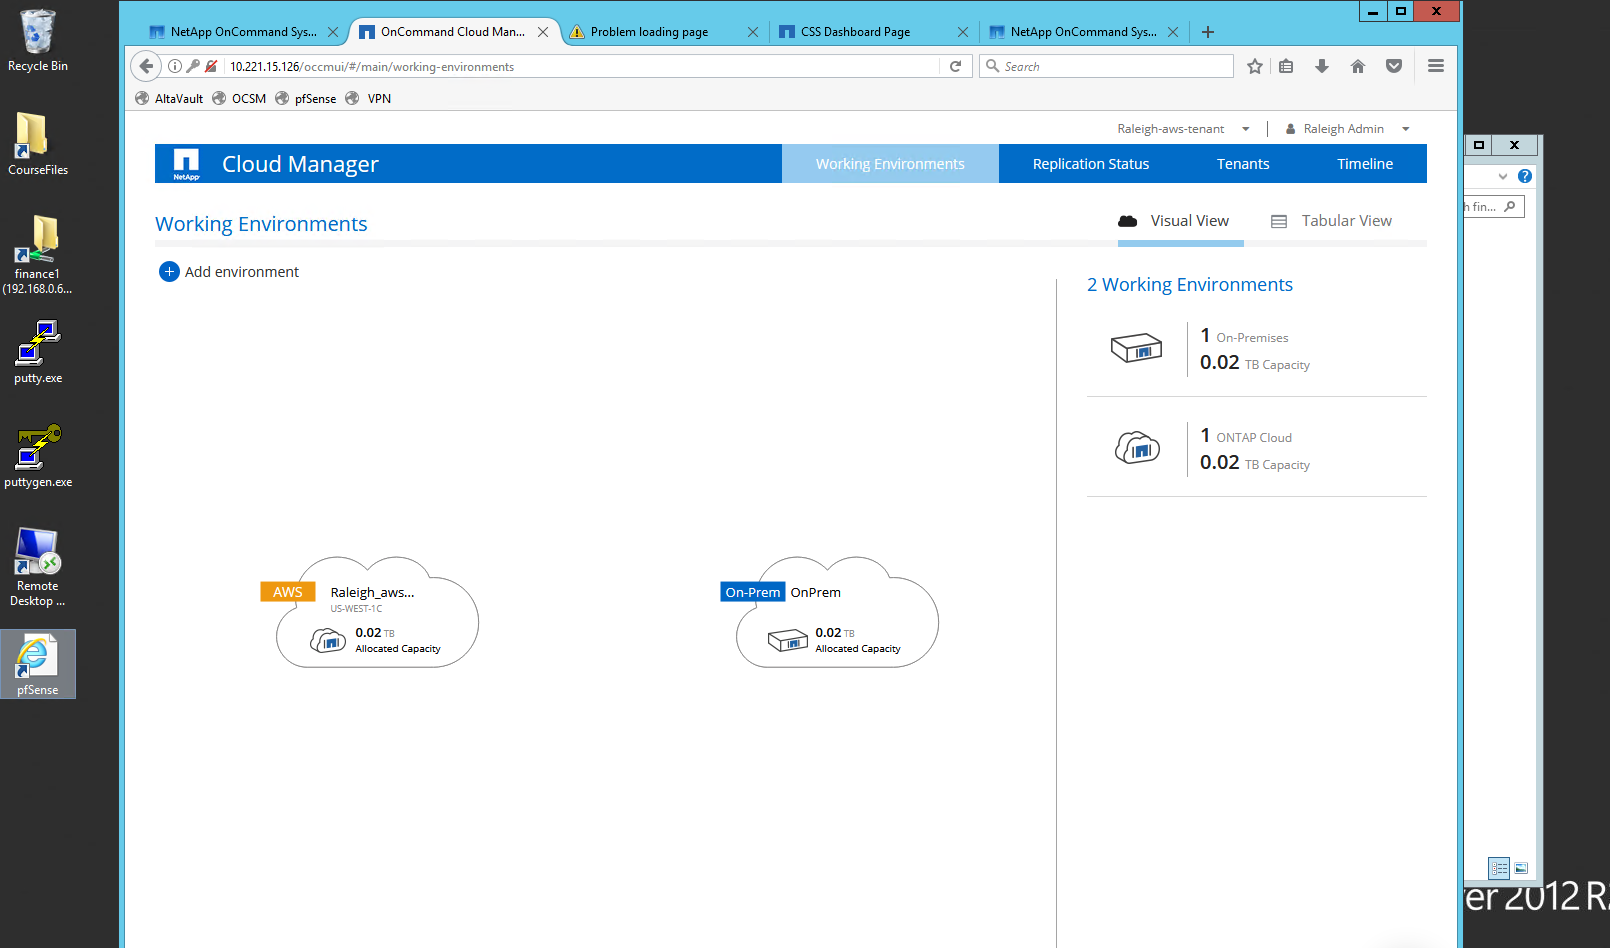 Recycle Bin
CourseFiles
finance1
(192.168.0.6...
putty.exe
puttygen.exe
Remote
Desktop ...
pfSense
NetApp OnCommand Sys...
OnCommand Cloud Man...
Problem loading page
CSS Dashboard Page
NetApp OnCommand Sys...
10.221.15.126/occmui/#/main/working-environments
Search
AltaVault
OCSM
pfSense
VPN
Raleigh-aws-tenant
Raleigh Admin
NetApp
Cloud Manager
Working Environments
Replication Status
Tenants
Timeline
Working Environments
Visual View
Tabular View
Add environment
2 Working Environments
1 On-Premises
0.02 TB Capacity
1 ONTAP Cloud
0.02 TB Capacity
AWS
Raleigh_aws...
US-WEST-1C
0.02 TB
Allocated Capacity
On-Prem
OnPrem
0.02 TB
Allocated Capacity
h fin...
er 2012 R